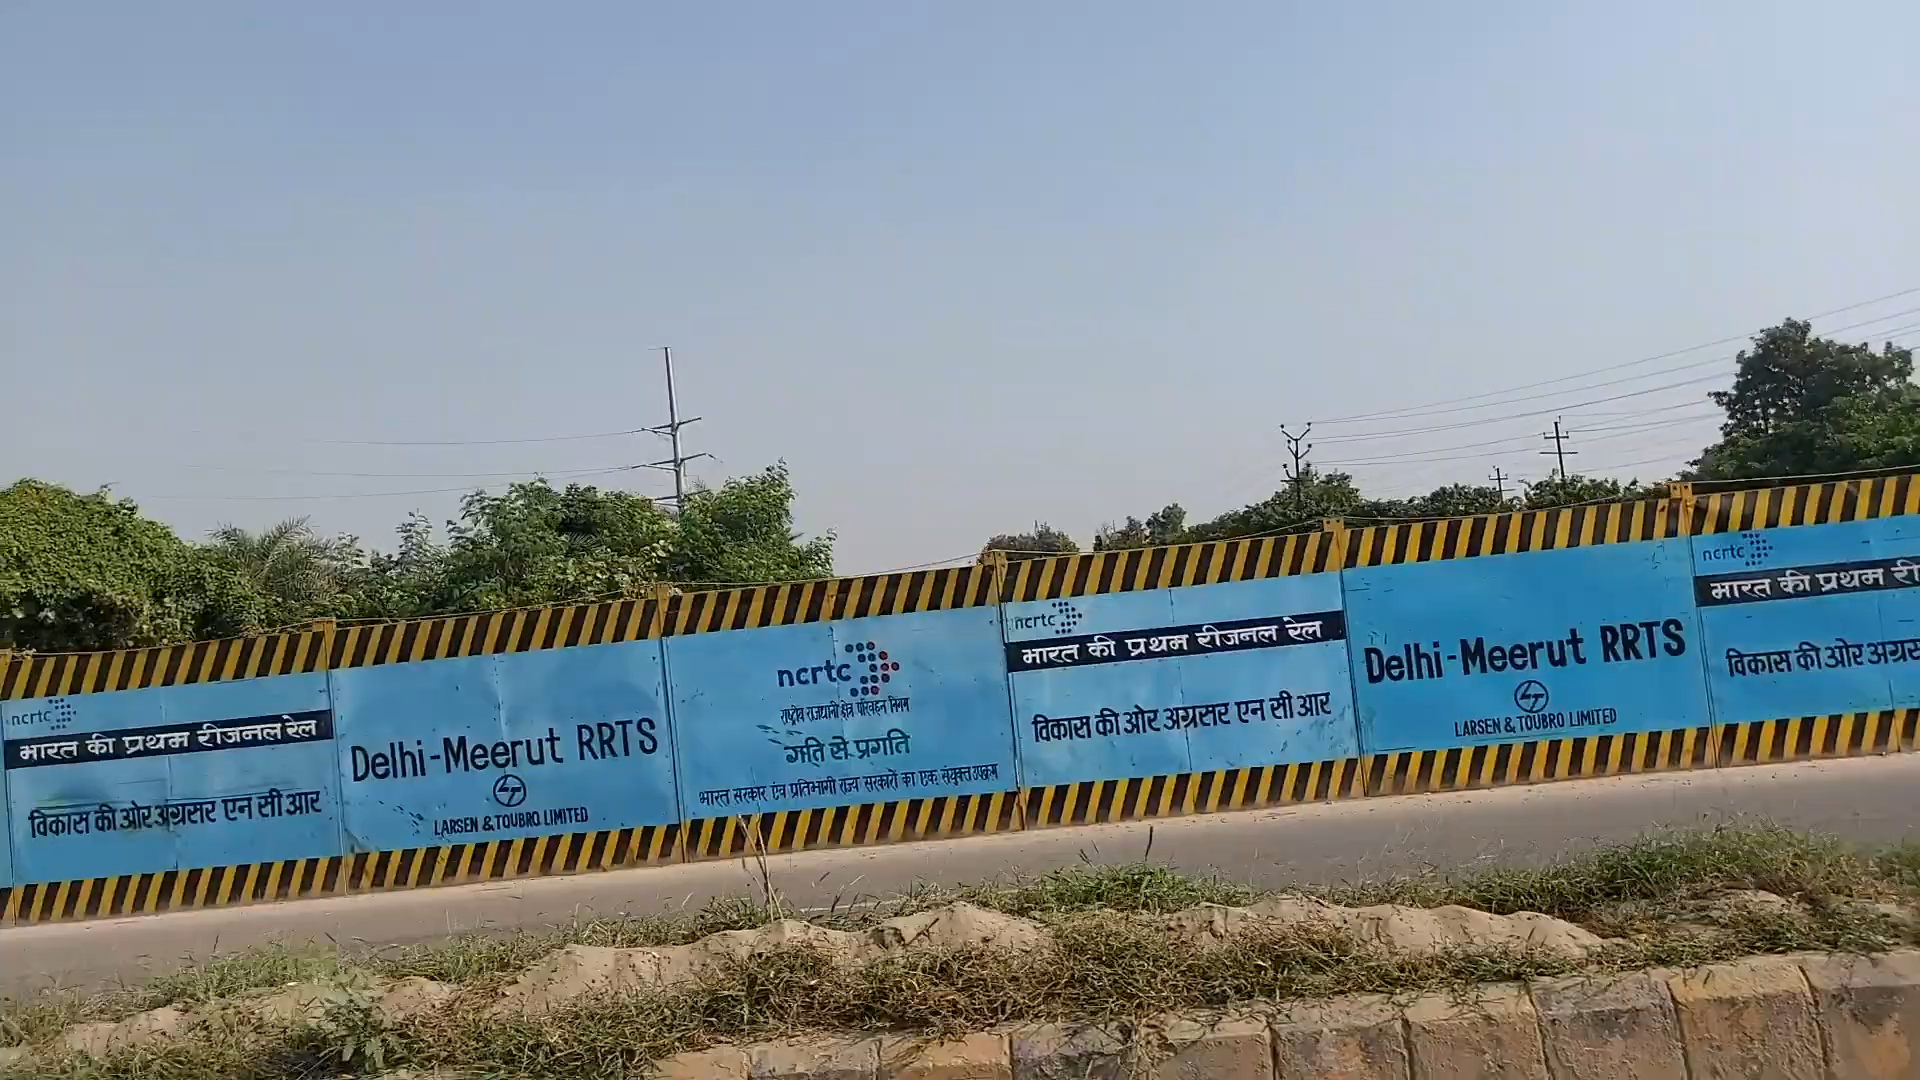 ncrtc
भारत की प्रथम रीजनल रेल
विकास की ओर अग्रसर एन सी आर
Delhi-Meerut RRTS
LARSEN & TOUBRO LIMITED
ncrtc
राष्ट्रीय राजधानी क्षेत्र परिवहन निगम
गति से प्रगति
भारत सरकार एंव प्रतिभागी राज्य सरकारों का एक संयुक्त उपक्रम
ncrtc
भारत की प्रथम रीजनल रेल
विकास की ओर अग्रसर एन सी आर
Delhi-Meerut RRTS
LARSEN & TOUBRO LIMITED
ncrtc
भारत की प्रथम री
विकास की ओर अग्रस